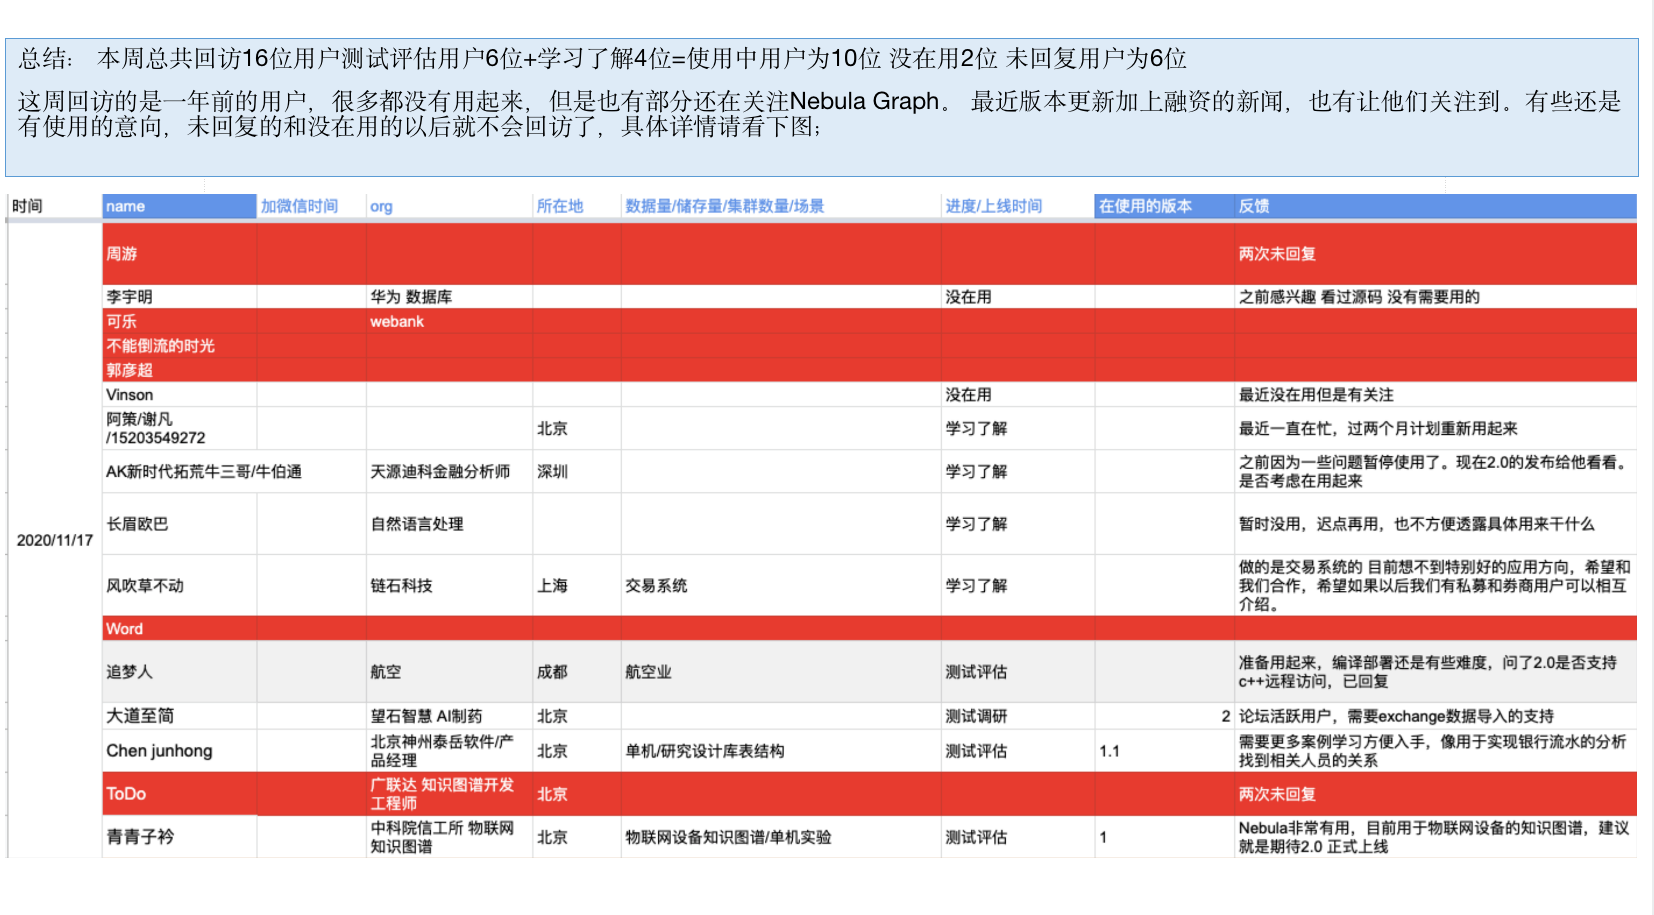 总结： 本周总共回访16位用户测试评估用户6位+学习了解4位=使用中用户为10位 没在用2位 未回复用户为6位
这周回访的是一年前的用户，很多都没有用起来，但是也有部分还在关注Nebula Graph。 最近版本更新加上融资的新闻，也有让他们关注到。有些还是
有使用的意向，未回复的和没在用的以后就不会回访了，具体详情请看下图；
时间 name 加微信时间 org 所在地 数据量/储存量/集群数量/场景 进度/上线时间 在使用的版本 反馈
周游 两次未回复
李宇明 华为 数据库 没在用 之前感兴趣 看过源码 没有需要用的
可乐 webank
不能倒流的时光
郭彦超
Vinson 没在用 最近没在用但是有关注
阿策/谢凡
/15203549272 北京 学习了解 最近一直在忙，过两个月计划重新用起来
AK新时代拓荒牛三哥/牛伯通 天源迪科金融分析师 深圳 学习了解 之前因为一些问题暂停使用了。现在2.0的发布给他看看。
是否考虑在用起来
2020/11/17
长眉欧巴 自然语言处理 学习了解 暂时没用，迟点再用，也不方便透露具体用来干什么
风吹草不动 链石科技 上海 交易系统 学习了解 做的是交易系统的 目前想不到特别好的应用方向，希望和
我们合作，希望如果以后我们有私募和券商用户可以相互
介绍。
Word
追梦人 航空 成都 航空业 测试评估 准备用起来，编译部署还是有些难度，问了2.0是否支持
c++远程访问，已回复
大道至简 望石智慧 AI制药 北京 测试调研 2 论坛活跃用户，需要exchange数据导入的支持
Chen junhong 北京神州泰岳软件/产
品经理 北京 单机/研究设计库表结构 测试评估 1.1 需要更多案例学习方便入手，像用于实现银行流水的分析
找到相关人员的关系
ToDo 广联达 知识图谱开发
工程师 北京 两次未回复
青青子衿 中科院信工所 物联网
知识图谱 北京 物联网设备知识图谱/单机实验 测试评估 1 Nebula非常有用，目前用于物联网设备的知识图谱，建议
就是期待2.0 正式上线